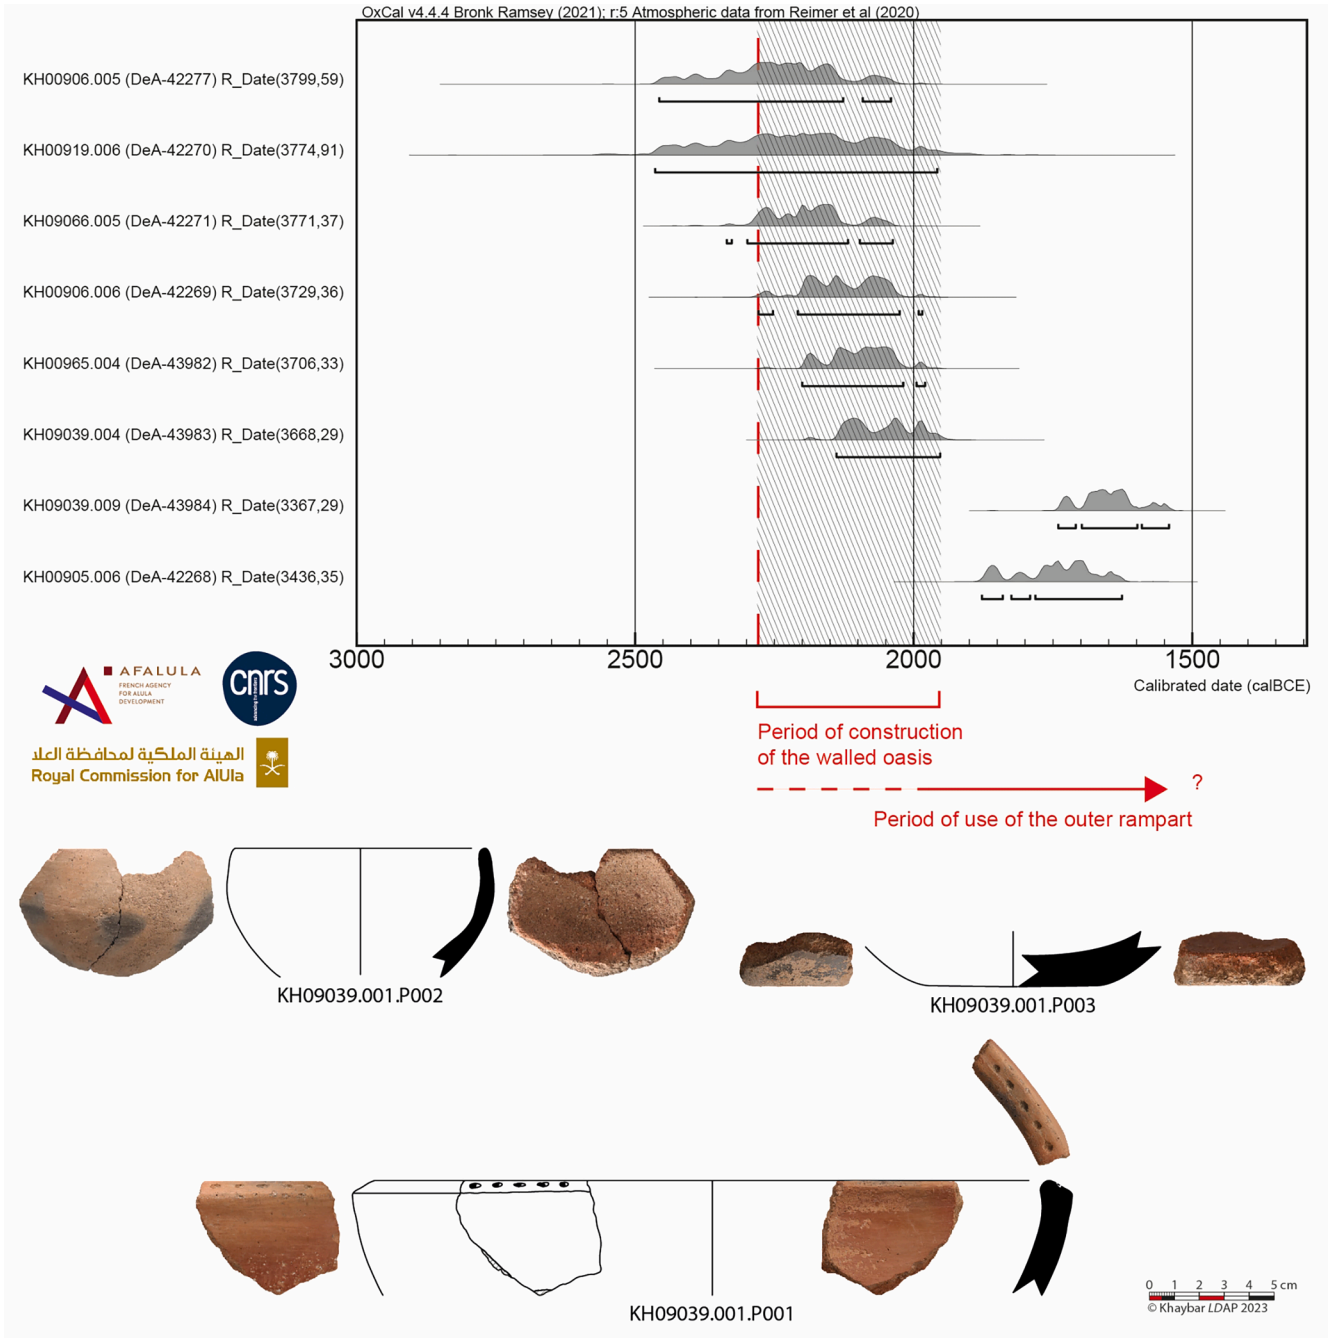 OxCal v4.4.4 Bronk Ramsey (2021); r:5 Atmospheric data from Reimer et al (2020)
KH00906.005 (DeA-42277) R_Date(3799,59)
KH00919.006 (DeA-42270) R_Date(3774,91)
KH09066.005 (DeA-42271) R_Date(3771,37)
KH00906.006 (DeA-42269) R_Date(3729,36)
KH00965.004 (DeA-43982) R_Date(3706,33)
KH09039.004 (DeA-43983) R_Date(3668,29)
KH09039.009 (DeA-43984) R_Date(3367,29)
KH00905.006 (DeA-42268) R_Date(3436,35)
3000 2500 2000 1500
Calibrated date (calBCE)
AFALULA
FRENCH AGENCY
FOR ALULA
DEVELOPMENT
cnrs
advancing the frontiers
الهيئة الملكية لمحافظة العلا
Royal Commission for AlUla
Period of construction
of the walled oasis
?
Period of use of the outer rampart
KH09039.001.P002
KH09039.001.P003
KH09039.001.P001
0 1 2 3 4 5 cm
© Khaybar LDAP 2023